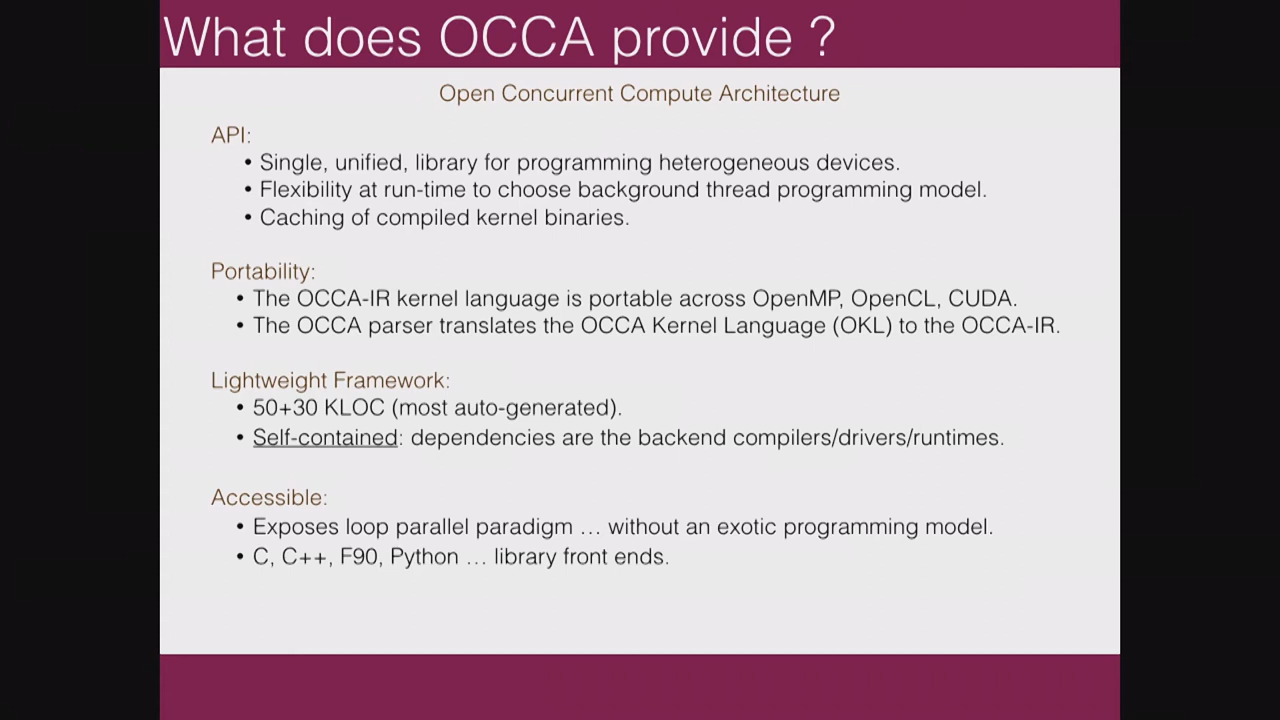 What does OCCA provide ?
Open Concurrent Compute Architecture
API:
• Single, unified, library for programming heterogeneous devices.
• Flexibility at run-time to choose background thread programming model.
• Caching of compiled kernel binaries.
Portability:
• The OCCA-IR kernel language is portable across OpenMP, OpenCL, CUDA.
• The OCCA parser translates the OCCA Kernel Language (OKL) to the OCCA-IR.
Lightweight Framework:
• 50+30 KLOC (most auto-generated).
• Self-contained: dependencies are the backend compilers/drivers/runtimes.
Accessible:
• Exposes loop parallel paradigm … without an exotic programming model.
• C, C++, F90, Python … library front ends.